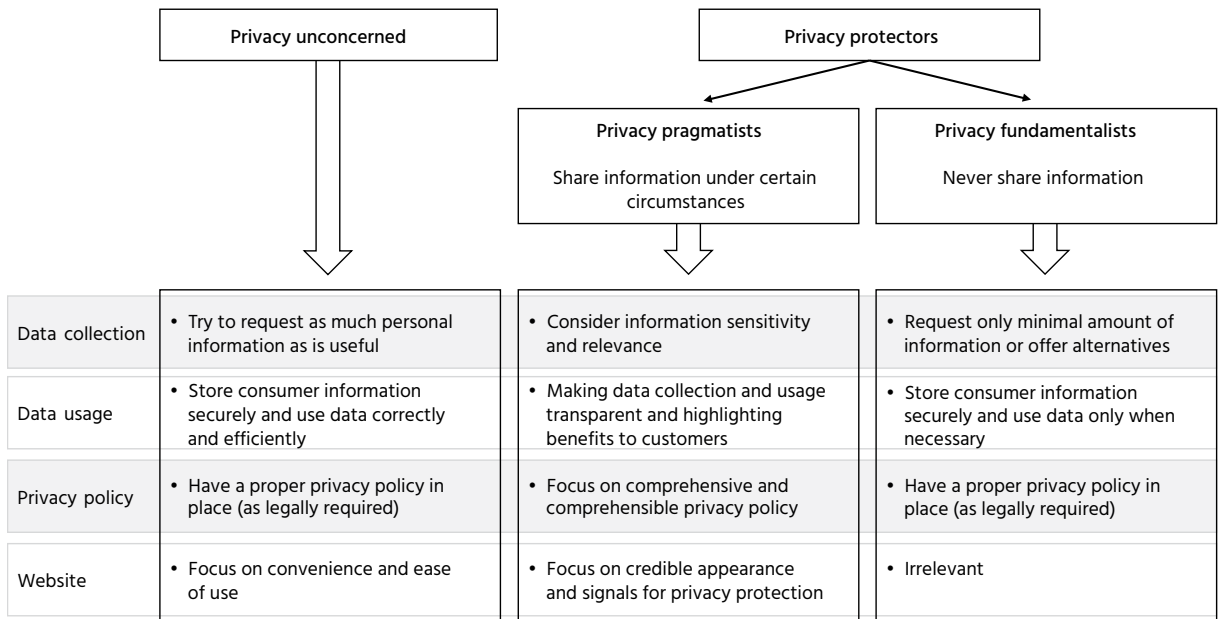 Privacy unconcerned
Privacy protectors
Privacy pragmatists
Share information under certain
circumstances
Privacy fundamentalists
Never share information
Data collection
• Try to request as much personal
information as is useful
• Consider information sensitivity
and relevance
• Request only minimal amount of
information or offer alternatives
Data usage
• Store consumer information
securely and use data correctly
and efficiently
• Making data collection and usage
transparent and highlighting
benefits to customers
• Store consumer information
securely and use data only when
necessary
Privacy policy
• Have a proper privacy policy in
place (as legally required)
• Focus on comprehensive and
comprehensible privacy policy
• Have a proper privacy policy in
place (as legally required)
Website
• Focus on convenience and ease
of use
• Focus on credible appearance
and signals for privacy protection
• Irrelevant